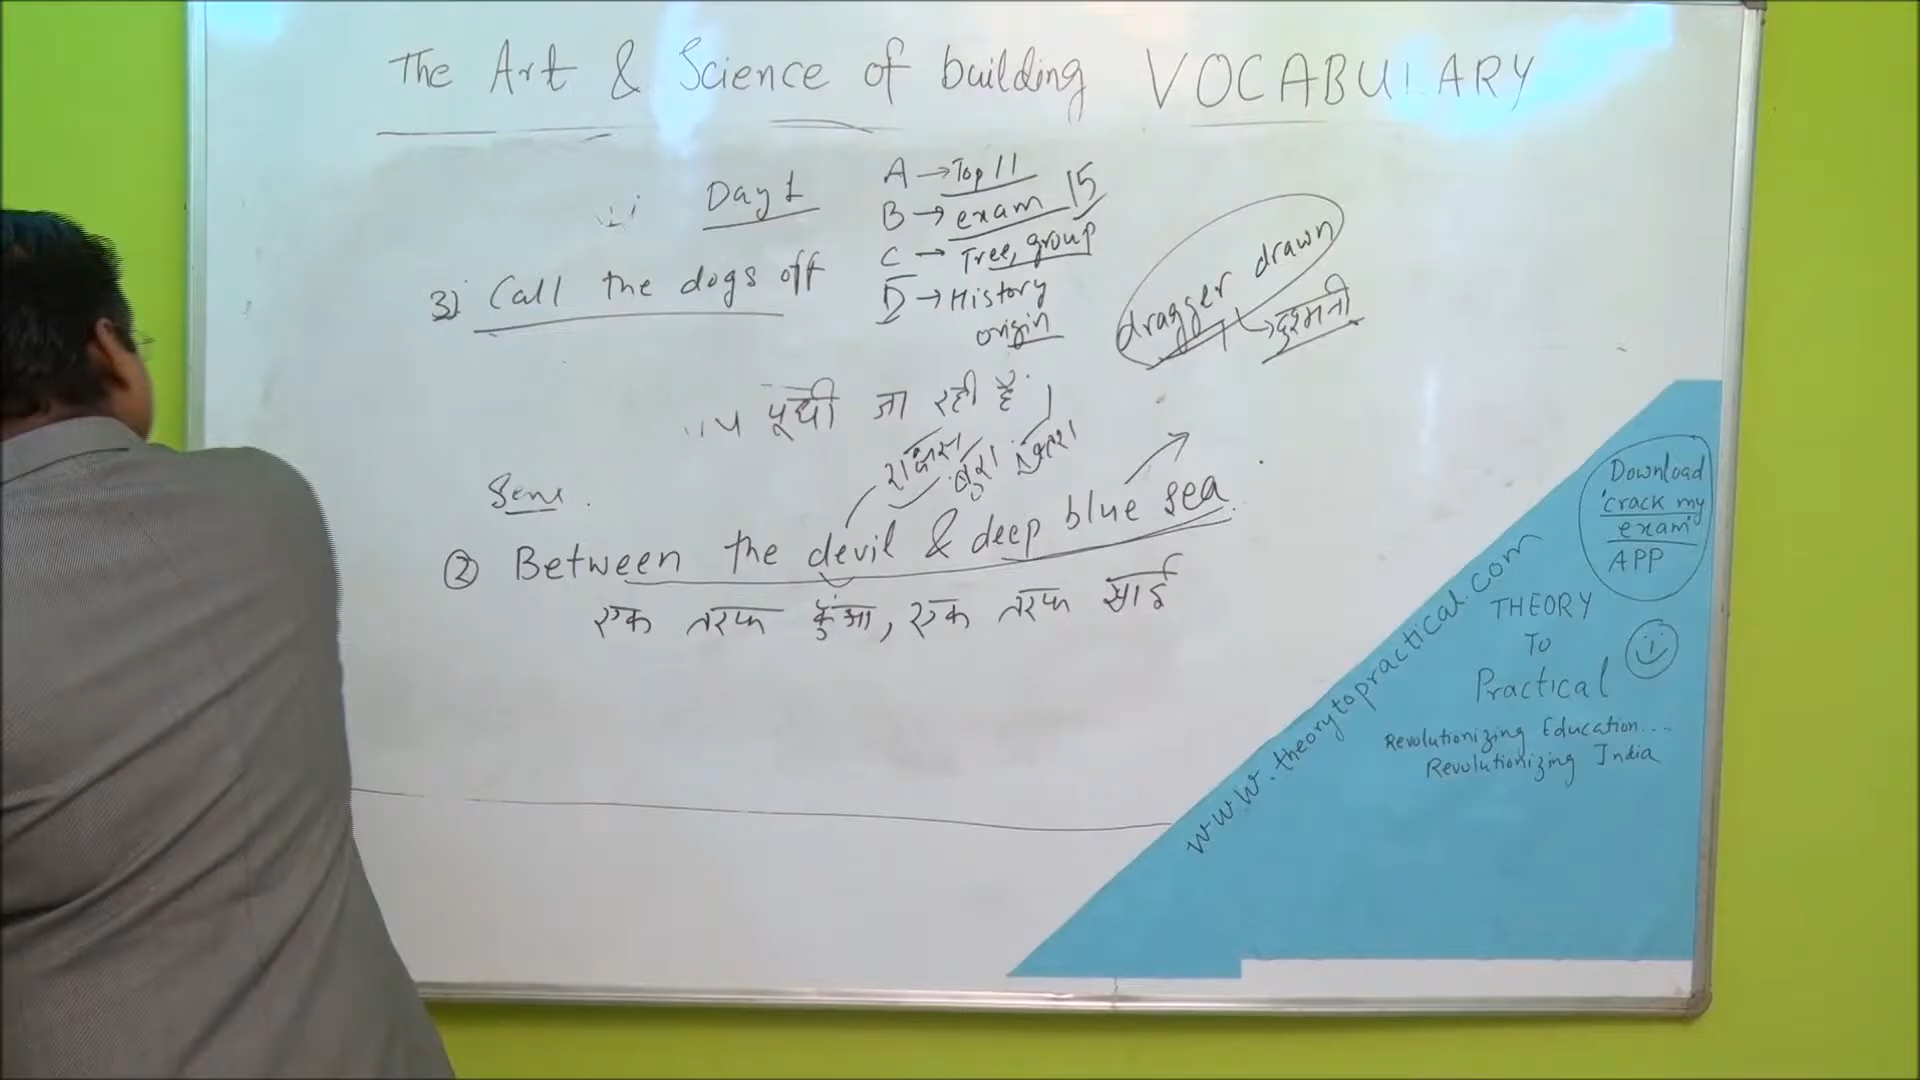 The Art & Science of building VOCABULARY
Day 1
A → Top 11
B → exam 15
C → Tree, group
D → History
origin
3) Call the dogs off
dragger drawn
→ दुश्मनी
पूछी जा रही है।
राक्षस
बुरा
Sens.
② Between the devil & deep blue sea
एक तरफ कुंआ, एक तरफ खाई
Download
'crack my
exam'
APP
www.theorytopractical.com
THEORY
To
Practical
Revolutionizing Education....
Revolutionizing India